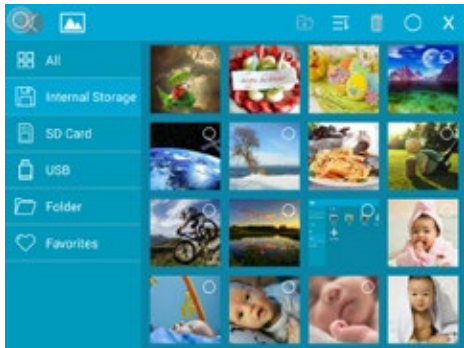 All
Internal Storage
SD Card
USB
Folder
Favorites